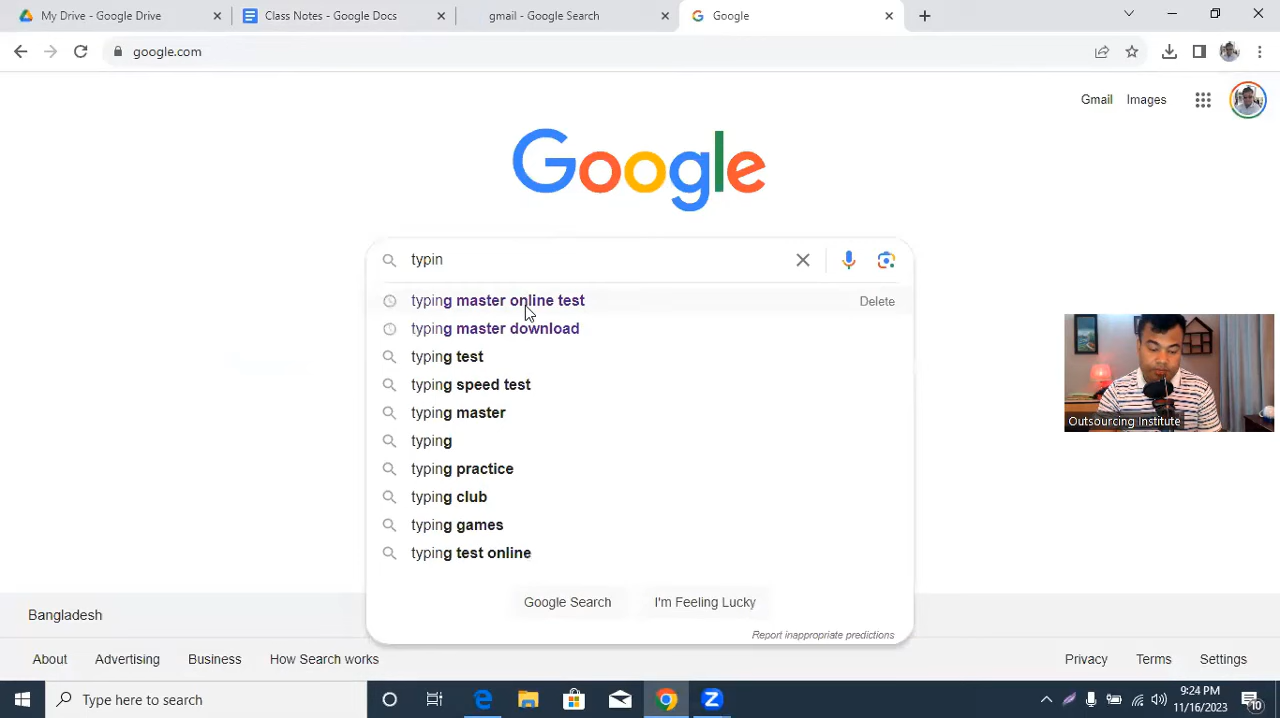 My Drive - Google Drive
Class Notes - Google Docs
gmail - Google Search
Google
google.com
Gmail Images
Google
typin
typing master online test Delete
typing master download
typing test
typing speed test
typing master
typing
typing practice
typing club
typing games
typing test online
Google Search I'm Feeling Lucky
Report inappropriate predictions
Outsourcing Institute
Bangladesh
About Advertising Business How Search works Privacy Terms Settings
Type here to search
9:24 PM
11/16/2023
10